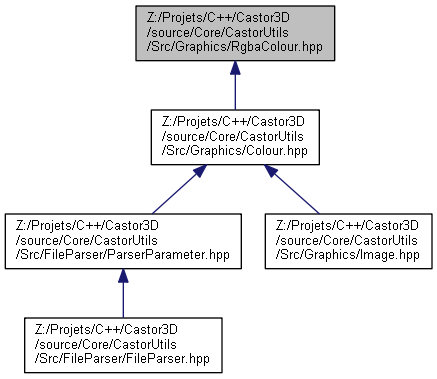 Z:/Projets/C++/Castor3D
/source/Core/CastorUtils
/Src/Graphics/RgbaColour.hpp
Z:/Projets/C++/Castor3D
/source/Core/CastorUtils
/Src/Graphics/Colour.hpp
Z:/Projets/C++/Castor3D
/source/Core/CastorUtils
/Src/FileParser/ParserParameter.hpp
Z:/Projets/C++/Castor3D
/source/Core/CastorUtils
/Src/Graphics/Image.hpp
Z:/Projets/C++/Castor3D
/source/Core/CastorUtils
/Src/FileParser/FileParser.hpp